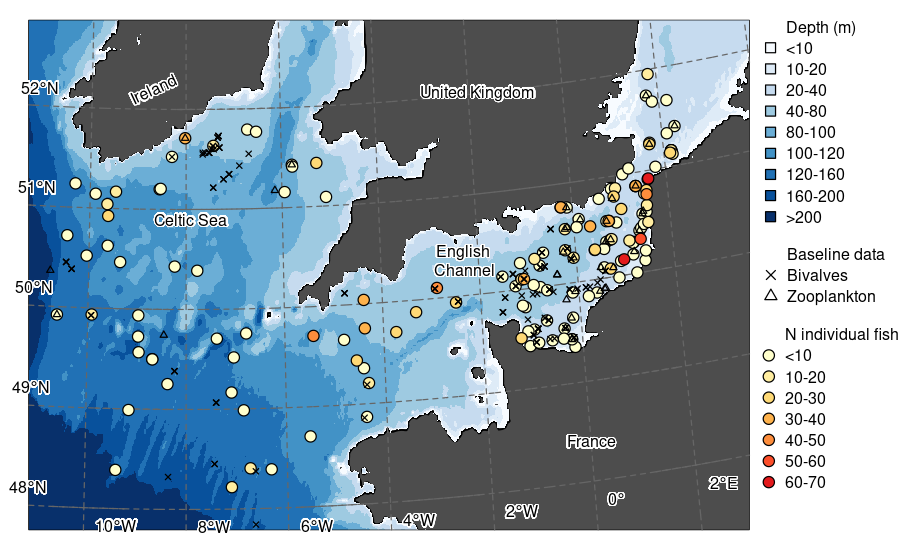 Depth (m)
<10
10-20
20-40
40-80
80-100
100-120
120-160
160-200
>200
Baseline data
Bivalves
Zooplankton
N individual fish
<10
10-20
20-30
30-40
40-50
50-60
60-70
52°N
51°N
50°N
49°N
48°N
Ireland
United Kingdom
Celtic Sea
English
Channel
France
10°W
8°W
6°W
4°W
2°W
0°
2°E